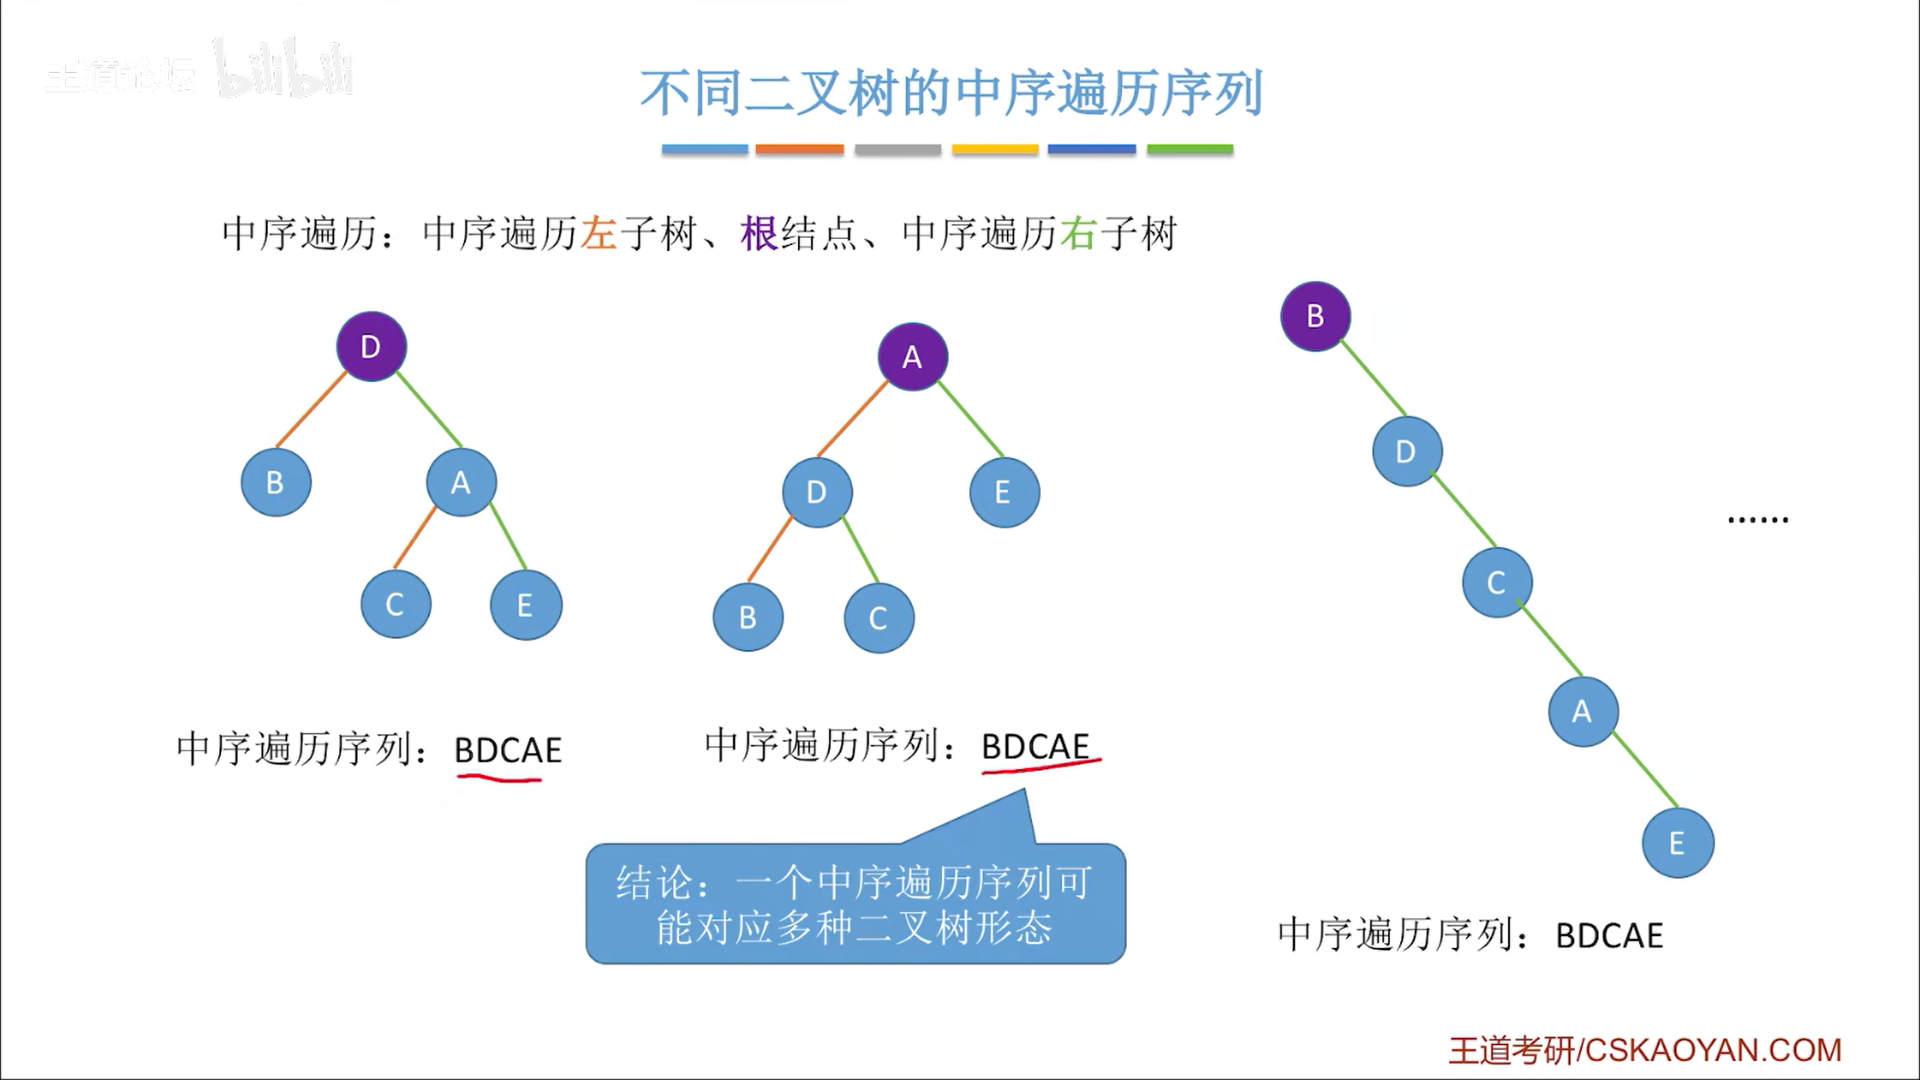 王道论坛 bilibili
不同二叉树的中序遍历序列
中序遍历：中序遍历左子树、根结点、中序遍历右子树
D
B
A
C
E
中序遍历序列：BDCAE
A
D
E
B
C
中序遍历序列：BDCAE
结论：一个中序遍历序列可
能对应多种二叉树形态
B
D
C
A
E
中序遍历序列：BDCAE
……
王道考研/CSKAOYAN.COM